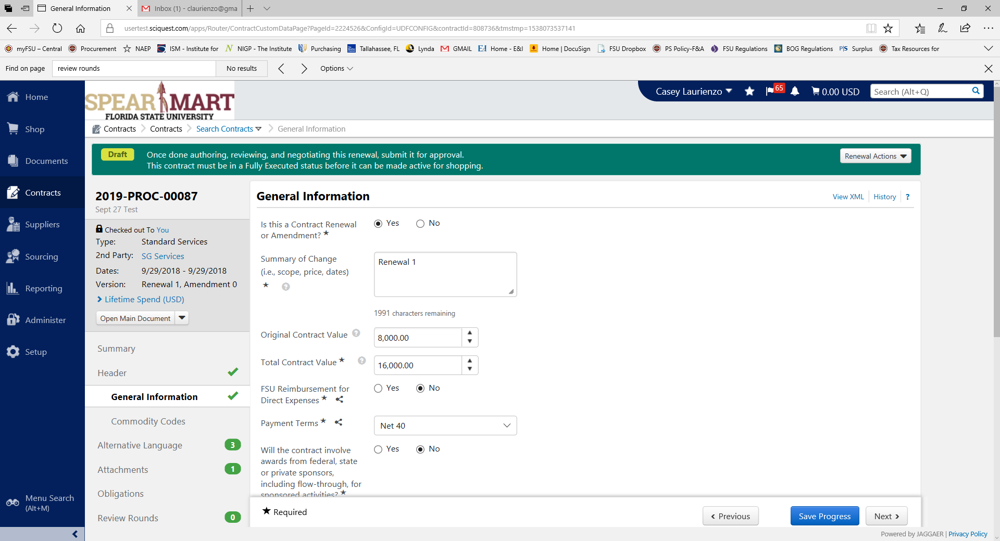 General Information
Inbox (1) - claurienzo@gma
usertest.sciquest.com/apps/Router/ContractCustomDataPage?PageId=2224526&ConfigId=UDFCONFIG&contractId=808736&tmstmp=1538073537141
myFSU – Central Procurement NAEP ISM - Institute for NIGP - The Institute Purchasing Tallahassee, FL Lynda GMAIL Home - E&I Home | DocuSign FSU Dropbox PS Policy-F&A FSU Regulations BOG Regulations P|S Surplus Tax Resources for
Find on page review rounds No results Options
Home
Shop
Documents
Contracts
Suppliers
Sourcing
Reporting
Administer
Setup
Menu Search
(Alt+M)
SPEAR MART
FLORIDA STATE UNIVERSITY
Casey Laurienzo 65 0.00 USD Search (Alt+Q)
Contracts Contracts Search Contracts General Information
Draft
Once done authoring, reviewing, and negotiating this renewal, submit it for approval.
This contract must be in a Fully Executed status before it can be made active for shopping.
Renewal Actions
2019-PROC-00087
Sept 27 Test
Checked out To You
Type: Standard Services
2nd Party: SG Services
Dates: 9/29/2018 - 9/29/2018
Version: Renewal 1, Amendment 0
Lifetime Spend (USD)
Open Main Document
Summary
Header
General Information
Commodity Codes
Alternative Language 3
Attachments 1
Obligations
Review Rounds 0
General Information
View XML History ?
Is this a Contract Renewal
or Amendment? ★ Yes No
Summary of Change
(i.e., scope, price, dates)
★ ?
Renewal 1
1991 characters remaining
Original Contract Value ? 8,000.00
Total Contract Value ★ ? 16,000.00
FSU Reimbursement for
Direct Expenses ★ Yes No
Payment Terms ★ Net 40
Will the contract involve
awards from federal, state
or private sponsors,
including flow-through, for
sponsored activities? ★
Yes No
★ Required
‹ Previous Save Progress Next ›
Powered by JAGGAER | Privacy Policy